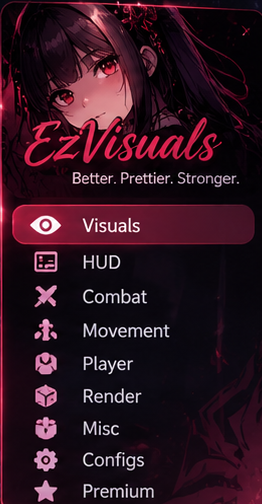 EzVisuals
Better. Prettier. Stronger.
Visuals
HUD
Combat
Movement
Player
Render
Misc
Configs
Premium